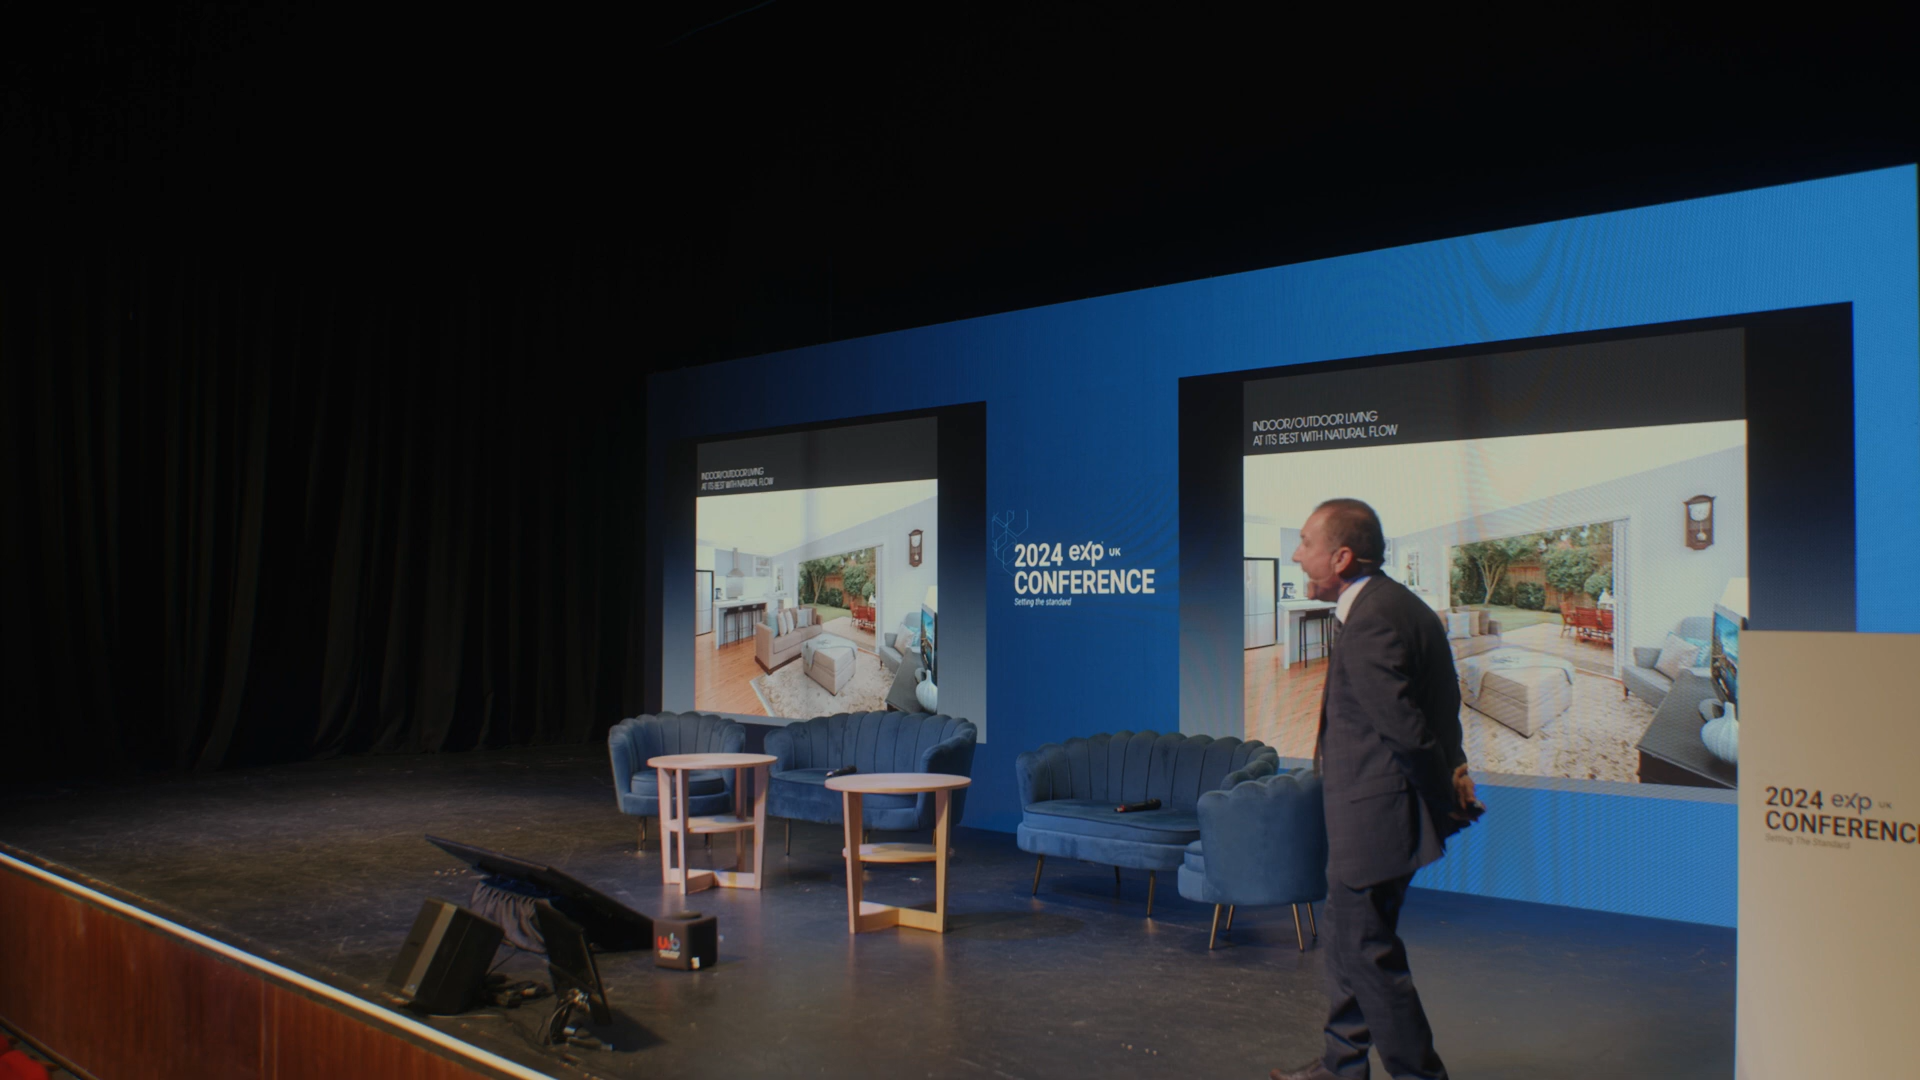 INDOOR/OUTDOOR LIVING
AT ITS BEST WITH NATURAL FLOW
2024 exp UK
CONFERENCE
Setting the standard
INDOOR/OUTDOOR LIVING
AT ITS BEST WITH NATURAL FLOW
2024 exp UK
CONFERENCE
Setting The Standard